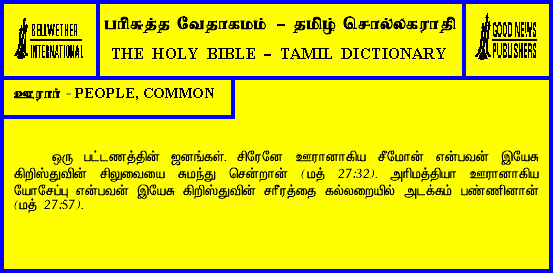 BELLWETHER
INTERNATIONAL
பரிசுத்த வேதாகமம் – தமிழ் சொல்லகராதி
THE HOLY BIBLE – TAMIL DICTIONARY
GOOD NEWS
PUBLISHERS
ஊரார் - PEOPLE, COMMON
ஒரு பட்டணத்தின் ஜனங்கள். சிரேனே ஊரானாகிய சீமோன் என்பவன் இயேசு
கிறிஸ்துவின் சிலுவையை சுமந்து சென்றான் (மத் 27:32). அரிமத்தியா ஊரானாகிய
யோசேப்பு என்பவன் இயேசு கிறிஸ்துவின் சரீரத்தை கல்லறையில் அடக்கம் பண்ணினான்
(மத் 27:57).